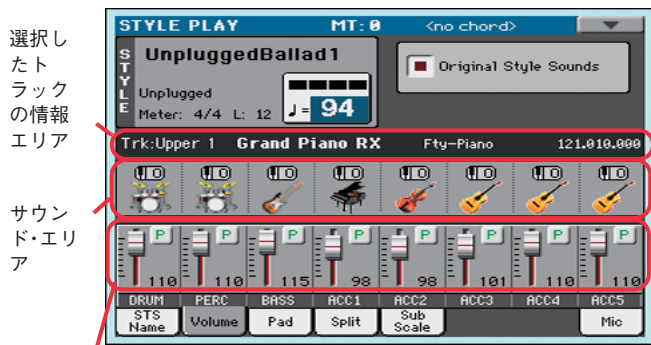 選択し
たト
ラック
の情報
エリア
サウン
ド・エリ
ア
STYLE PLAY MT:0 <no chord>
STYLE
UnpluggedBallad1
Unplugged
Meter: 4/4 L: 12 ♩= 94
Original Style Sounds
Trk:Upper 1 Grand Piano RX Fty-Piano 121.010.000
P P P P P P P P
110 110 115 98 98 101 110 110
DRUM PERC BASS ACC1 ACC2 ACC3 ACC4 ACC5
STS Name Volume Pad Split Sub Scale Mic